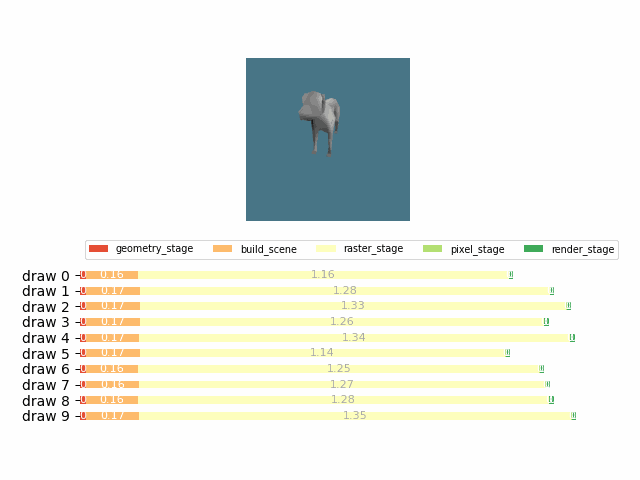 geometry_stage build_scene raster_stage pixel_stage render_stage
draw 0 0.16 1.16
draw 1 0.17 1.28
draw 2 0.17 1.33
draw 3 0.17 1.26
draw 4 0.17 1.34
draw 5 0.17 1.14
draw 6 0.16 1.25
draw 7 0.16 1.27
draw 8 0.16 1.28
draw 9 0.17 1.35